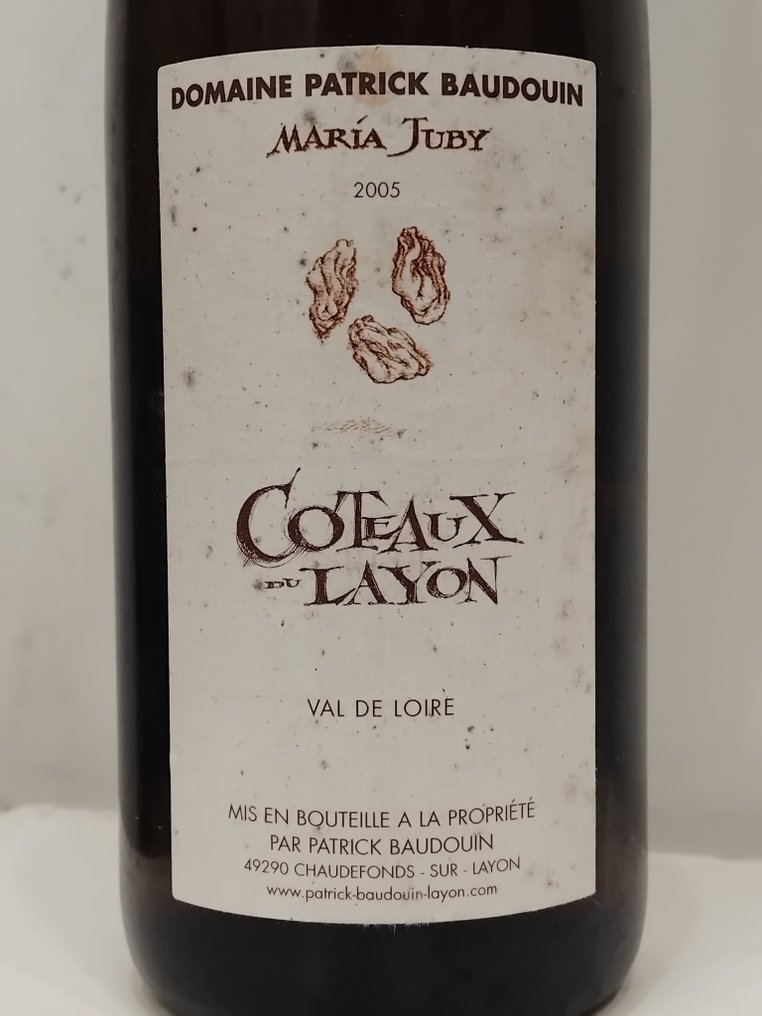 DOMAINE PATRICK BAUDOUIN
MARÍA JUBY
2005
COTEAUX
DU LAYON
VAL DE LOIRE
MIS EN BOUTEILLE A LA PROPRIÉTÉ
PAR PATRICK BAUDOUIN
49290 CHAUDEFONDS - SUR - LAYON
www.patrick-baudouin-layon.com